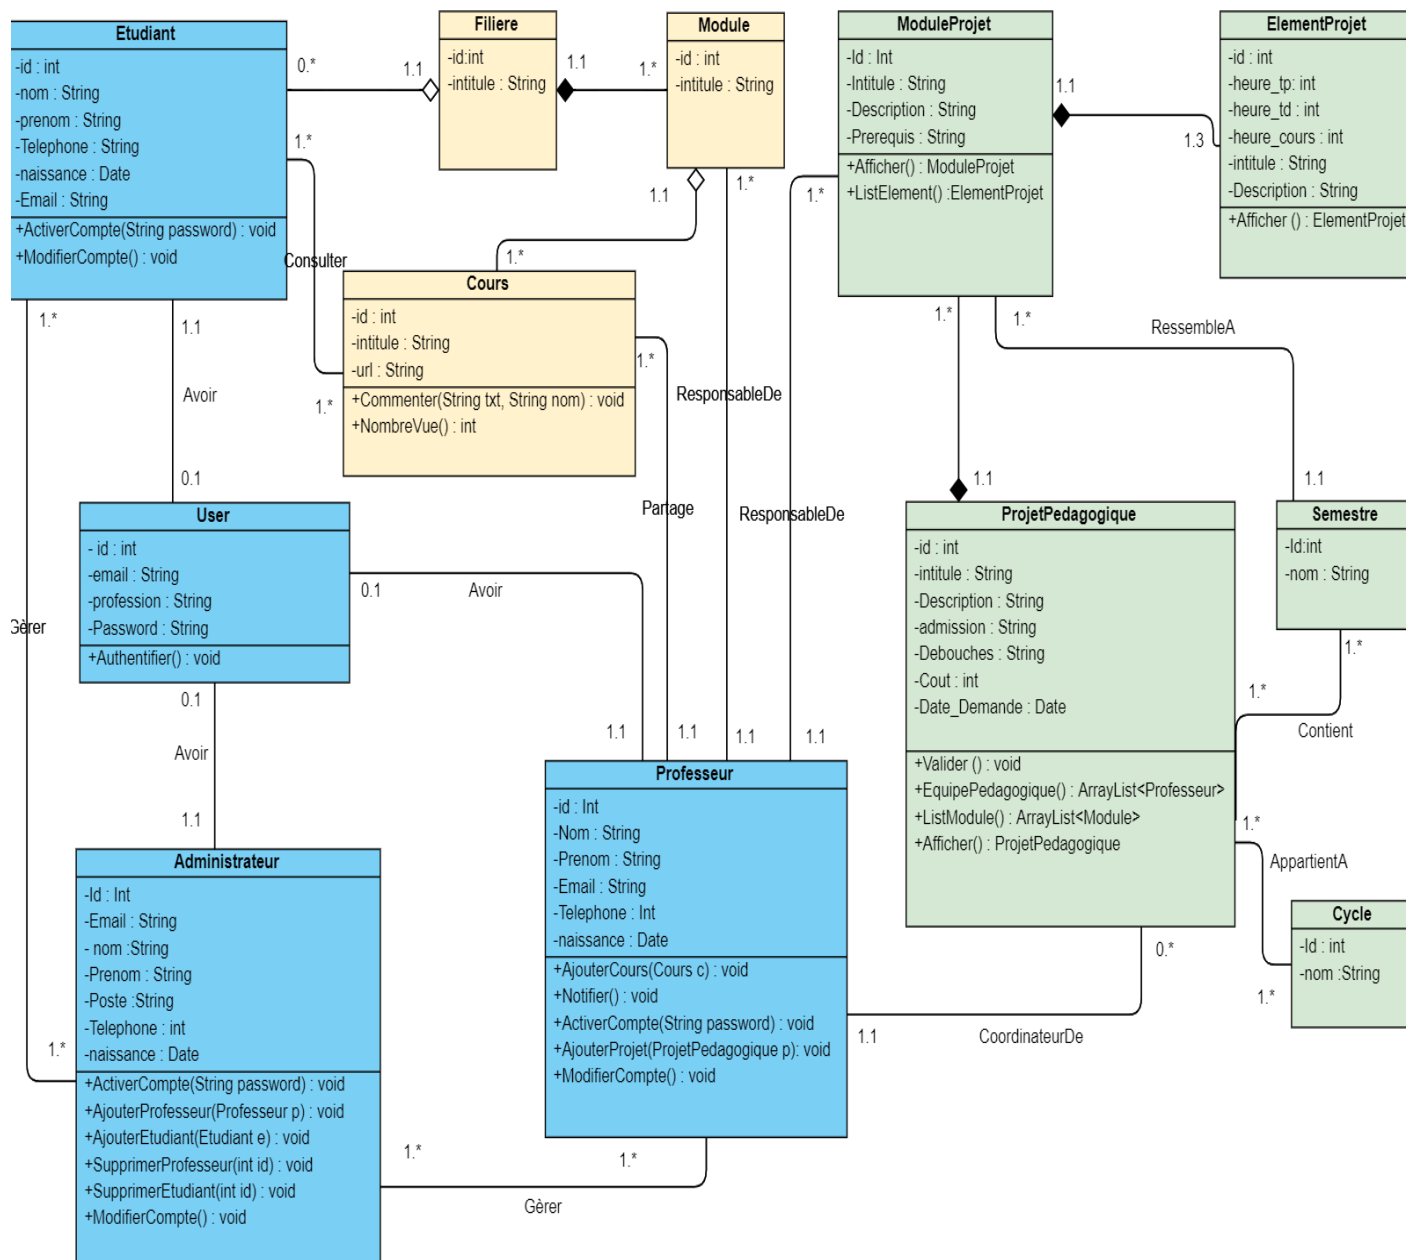 Etudiant
-id : int
-nom : String
-prenom : String
-Telephone : String
-naissance : Date
-Email : String
+ActiverCompte(String password) : void
+ModifierCompte() : void
0.*
1.1
Filiere
-id:int
-intitule : String
1.*
Module
-id : int
-intitule : String
ModuleProjet
-Id : Int
-Intitule : String
-Description : String
-Prerequis : String
+Afficher() : ModuleProjet
+ListElement() :ElementProjet
1.1
1.3
ElementProjet
-id : int
-heure_tp: int
-heure_td : int
-heure_cours : int
-intitule : String
-Description : String
+Afficher () : ElementProjet
1.*
Consulter
1.*
1.1
1.*
1.*
1.*
Cours
-id : int
-intitule : String
-url : String
+Commenter(String txt, String nom) : void
+NombreVue() : int
1.*
1.*
1.1
Avoir
0.1
1.*
ResponsableDe
ResponsableDe
Partage
1.*
1.*
RessembleA
1.1
1.1
User
- id : int
-email : String
-profession : String
-Password : String
+Authentifier() : void
0.1
Avoir
1.1
1.1
1.1
1.1
ProjetPedagogique
-id : int
-intitule : String
-Description : String
-admission : String
-Debouches : String
-Cout : int
-Date_Demande : Date
+Valider () : void
+EquipePedagogique() : ArrayList<Professeur>
+ListModule() : ArrayList<Module>
+Afficher() : ProjetPedagogique
Semestre
-Id:int
-nom : String
1.*
1.*
Contient
1.*
AppartientA
1.*
Cycle
-Id : int
-nom :String
Gèrer
0.1
Avoir
1.1
Administrateur
-Id : Int
-Email : String
- nom :String
-Prenom : String
-Poste :String
-Telephone : int
-naissance : Date
+ActiverCompte(String password) : void
+AjouterProfesseur(Professeur p) : void
+AjouterEtudiant(Etudiant e) : void
+SupprimerProfesseur(int id) : void
+SupprimerEtudiant(int id) : void
+ModifierCompte() : void
1.*
Professeur
-id : Int
-Nom : String
-Prenom : String
-Email : String
-Telephone : Int
-naissance : Date
+AjouterCours(Cours c) : void
+Notifier() : void
+ActiverCompte(String password) : void
+AjouterProjet(ProjetPedagogique p): void
+ModifierCompte() : void
0.*
1.1
CoordinateurDe
1.*
1.*
Gèrer